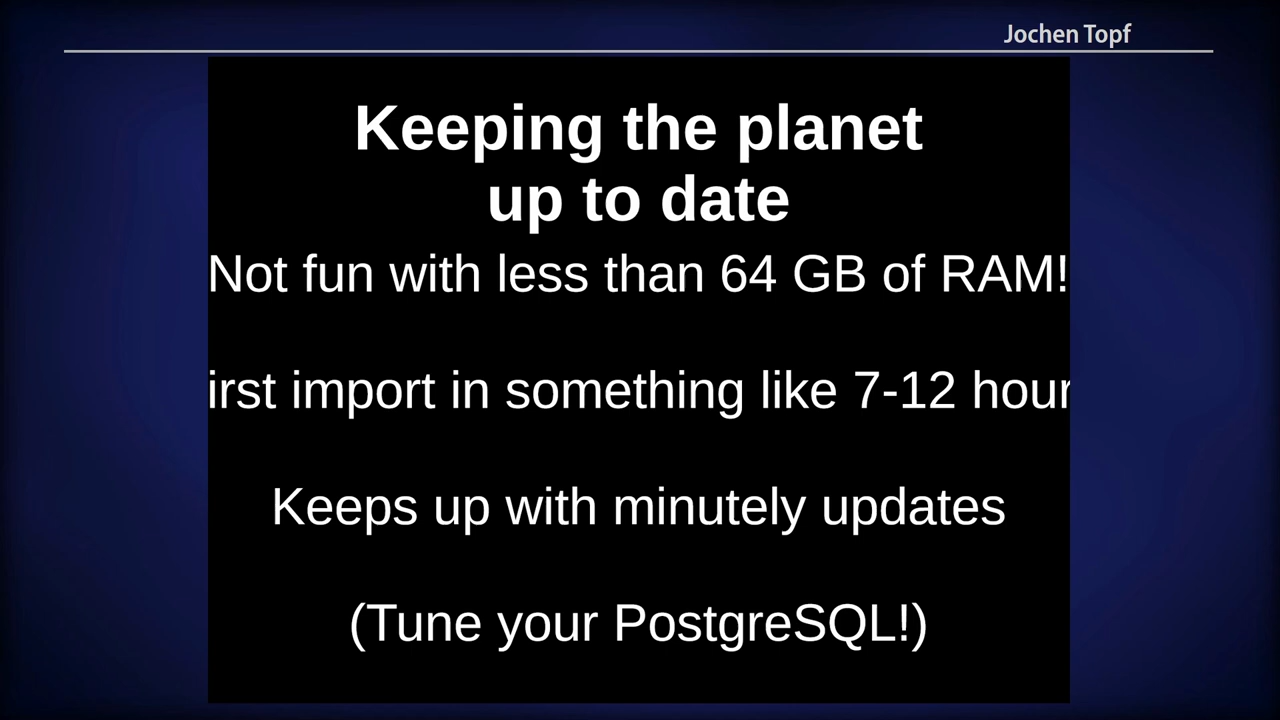 Jochen Topf
Keeping the planet
up to date
Not fun with less than 64 GB of RAM!
irst import in something like 7-12 hour
Keeps up with minutely updates
(Tune your PostgreSQL!)